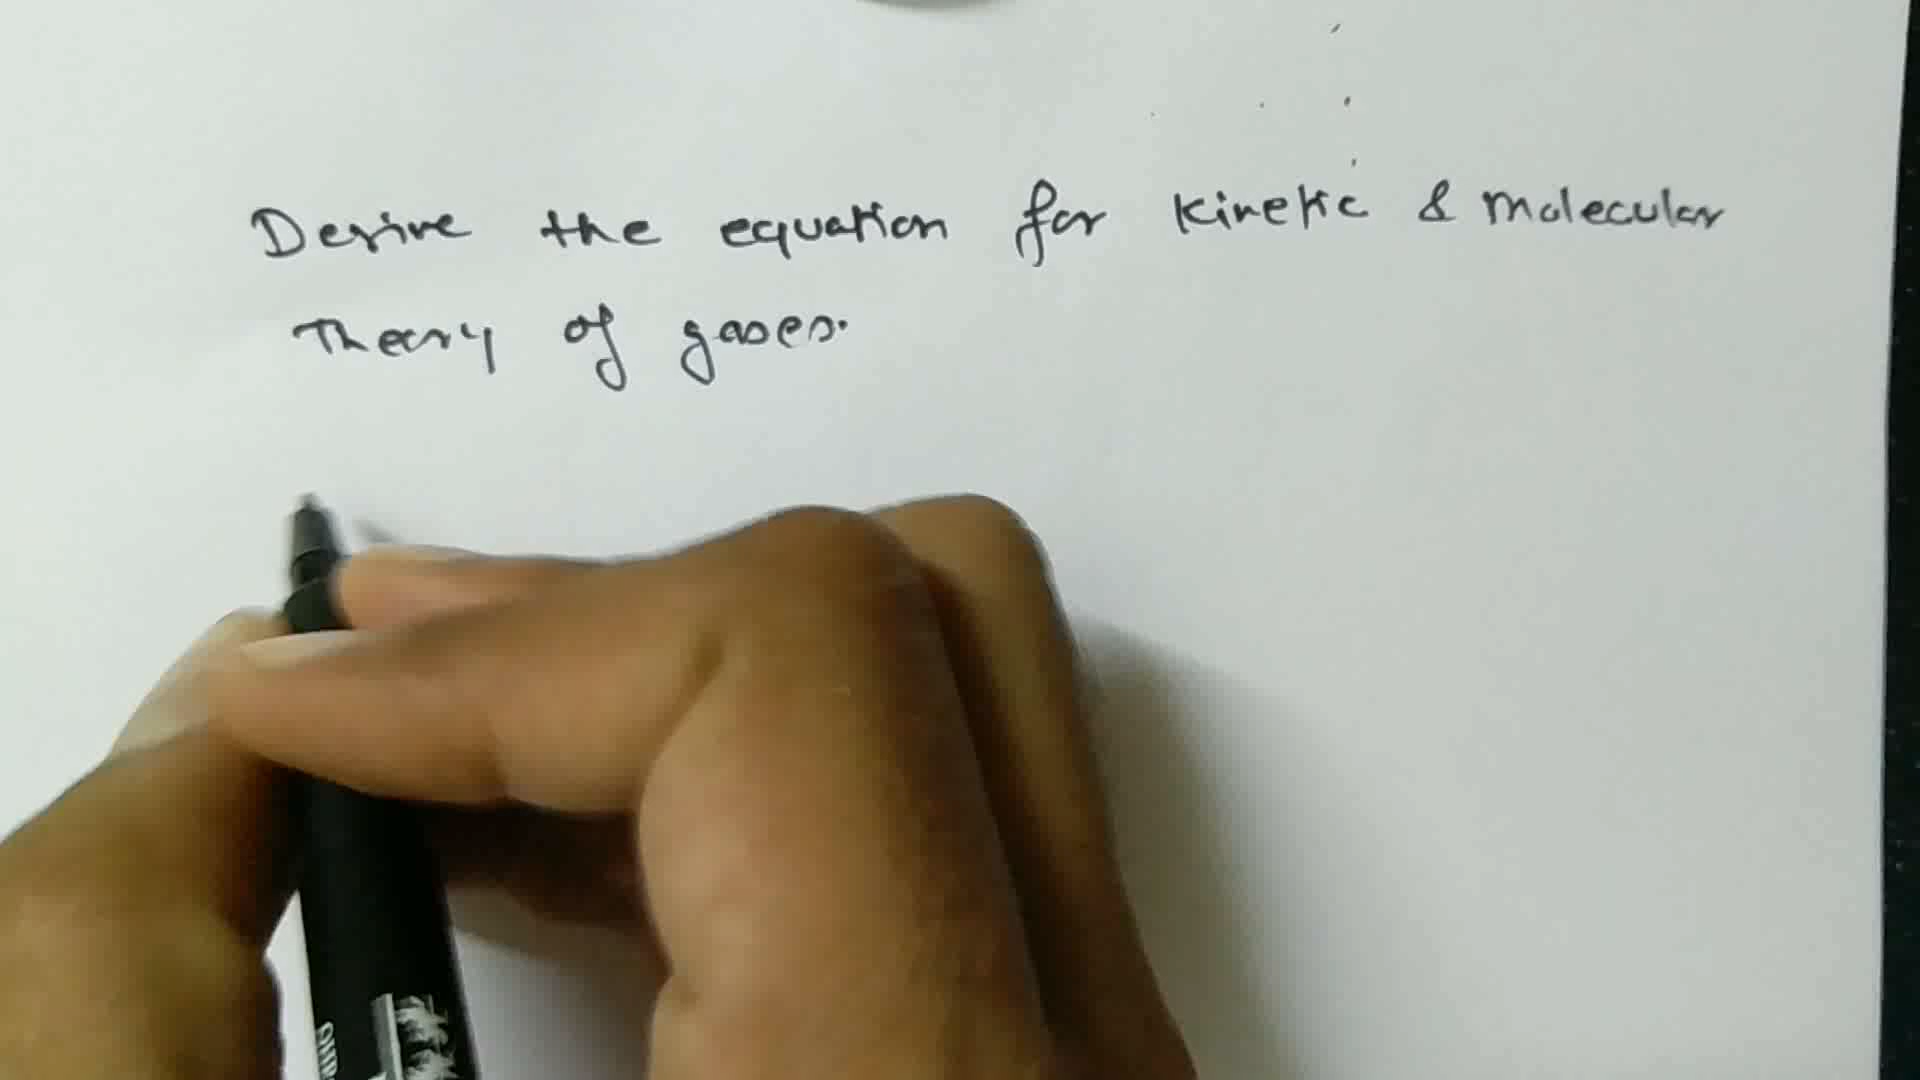 Derive the equation for Kinetic & Molecular
Theory of gases.